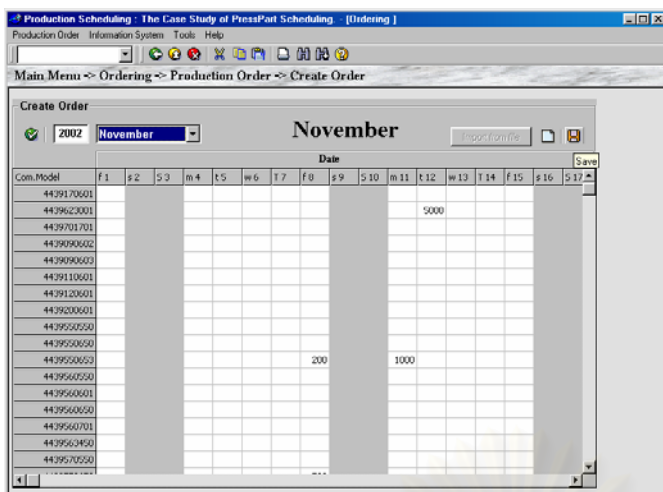 Production Scheduling : The Case Study of PressPart Scheduling. - [Ordering ]
Production Order Information System Tools Help
Main Menu -> Ordering -> Production Order -> Create Order
Create Order
2002 November November Import from file
Date Save
Com.Model f 1 s 2 S 3 m 4 t 5 w 6 T 7 f 8 s 9 S 10 m 11 t 12 w 13 T 14 f 15 s 16 S 17
4439170601
4439623001 5000
4439701701
4439090602
4439090603
4439110601
4439120601
4439200601
4439550550
4439550650
4439550653 200 1000
4439560550
4439560601
4439560650
4439560701
4439563450
4439570550